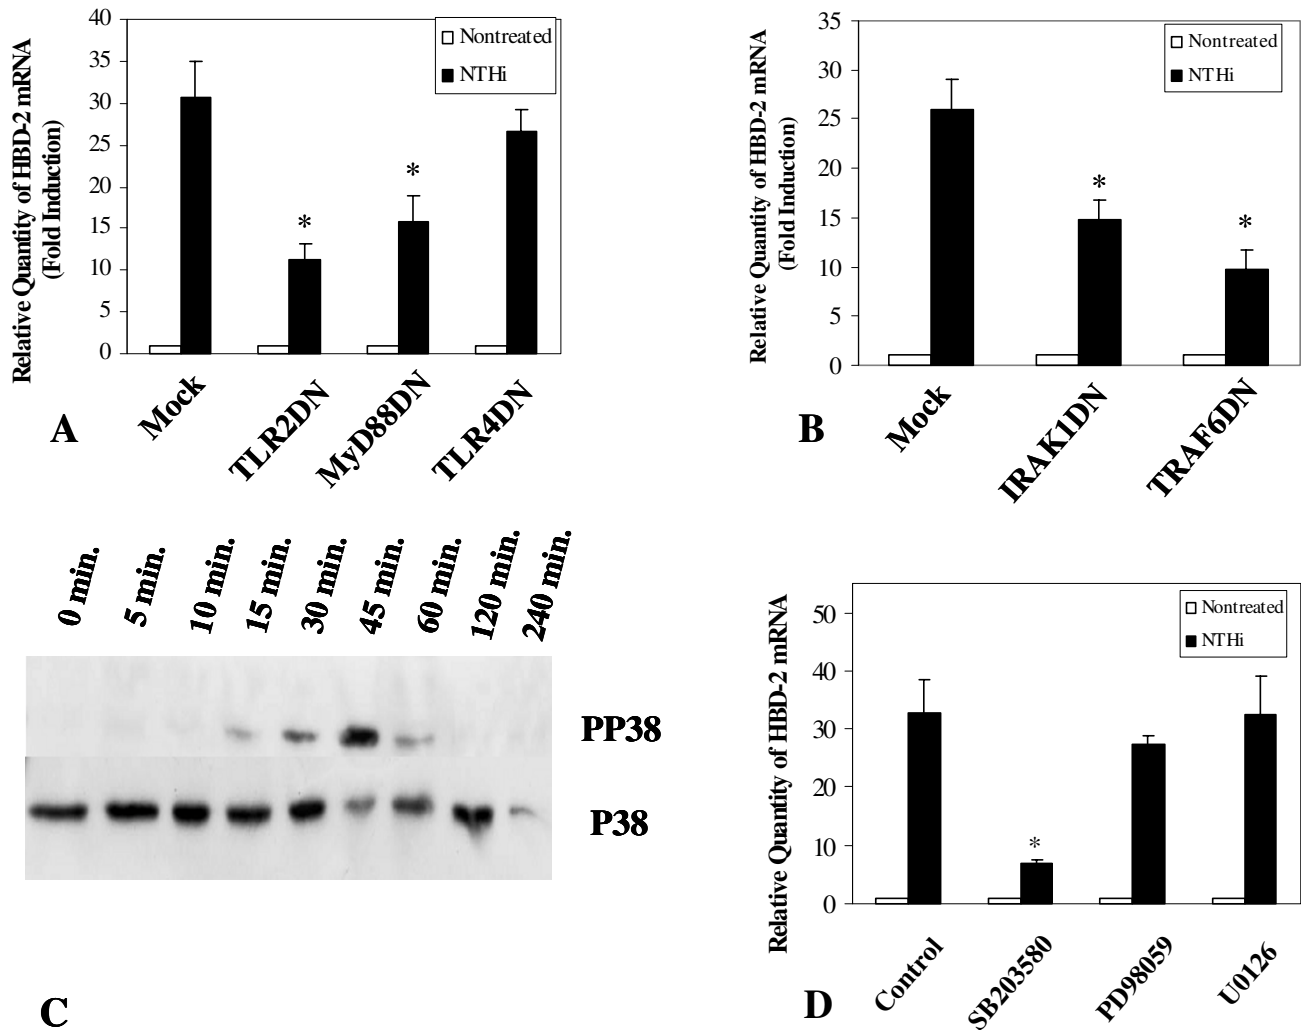 Relative Quantity of HBD-2 mRNA
(Fold Induction)
40
35
30
25
20
15
10
5
0
Nontreated
NTHi
*
*
Mock
TLR2DN
MyD88DN
TLR4DN
A
Relative Quantity of HBD-2 mRNA
(Fold Induction)
35
30
25
20
15
10
5
0
Nontreated
NTHi
*
*
Mock
IRAK1DN
TRAF6DN
B
0 min.
5 min.
10 min.
15 min.
30 min.
45 min.
60 min.
120 min.
240 min.
PP38
P38
C
Relative Quantity of HBD-2 mRNA
50
40
30
20
10
0
Nontreated
NTHi
*
Control
SB203580
PD98059
U0126
D